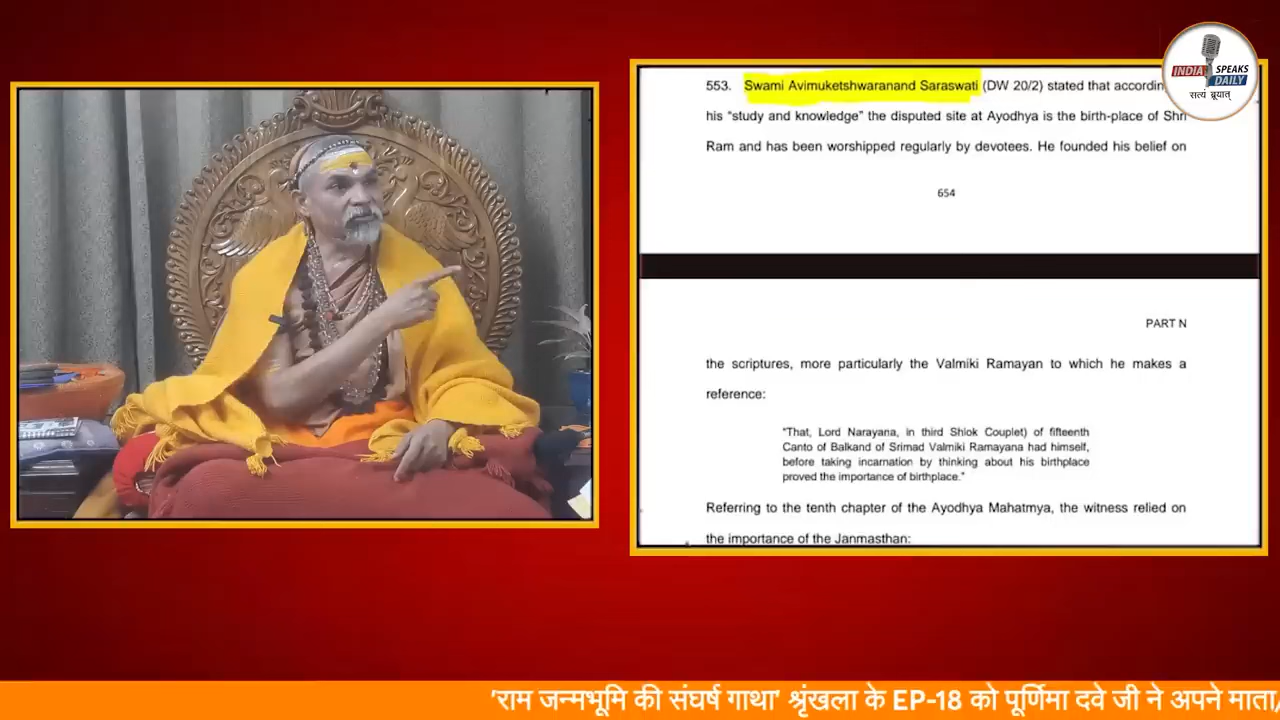 INDIA SPEAKS
DAILY
सत्यं ब्रूयात्
553. Swami Avimuketshwaranand Saraswati (DW 20/2) stated that
his “study and knowledge” the disputed site at Ayodhya is the birth-place of Shri
Ram and has been worshipped regularly by devotees. He founded his belief on
654
PART N
the scriptures, more particularly the Valmiki Ramayan to which he makes a
reference:
“That, Lord Narayana, in third Shlok Couplet) of fifteenth
Canto of Balkand of Srimad Valmiki Ramayana had himself,
before taking incarnation by thinking about his birthplace
proved the importance of birthplace.”
Referring to the tenth chapter of the Ayodhya Mahatmya, the witness relied on
the importance of the Janmasthan:
'राम जन्मभूमि की संघर्ष गाथा' श्रृंखला के EP-18 को पूर्णिमा दवे जी ने अपने माता,